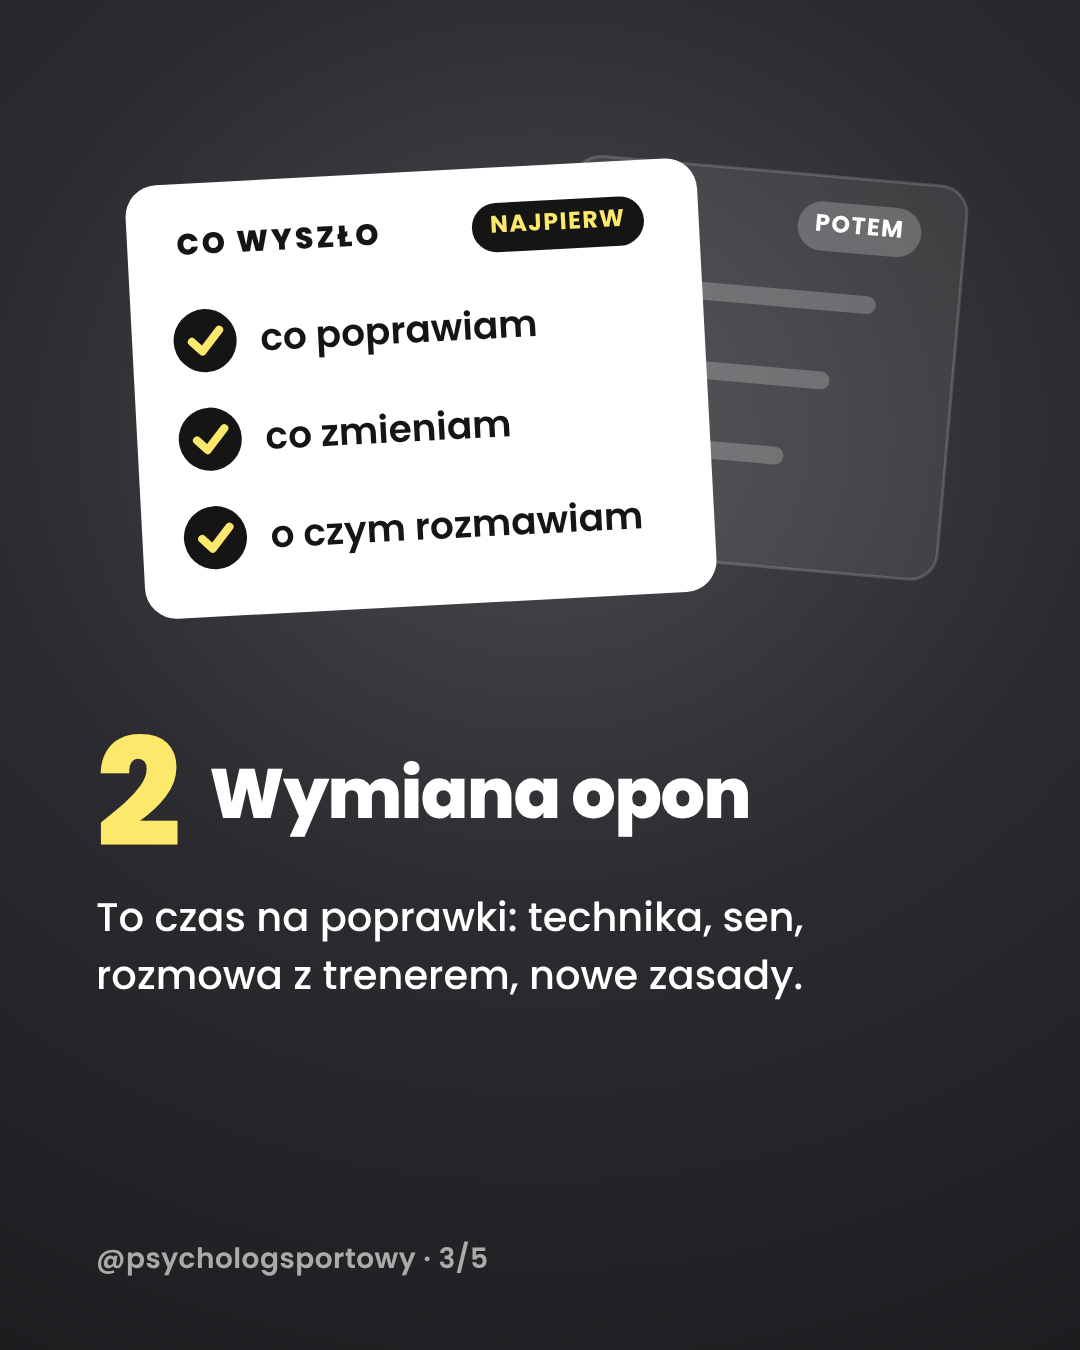 CO WYSZŁO
NAJPIERW
POTEM
co poprawiam
co zmieniam
o czym rozmawiam
2 Wymiana opon
To czas na poprawki: technika, sen,
rozmowa z trenerem, nowe zasady.
@psychologsportowy · 3/5